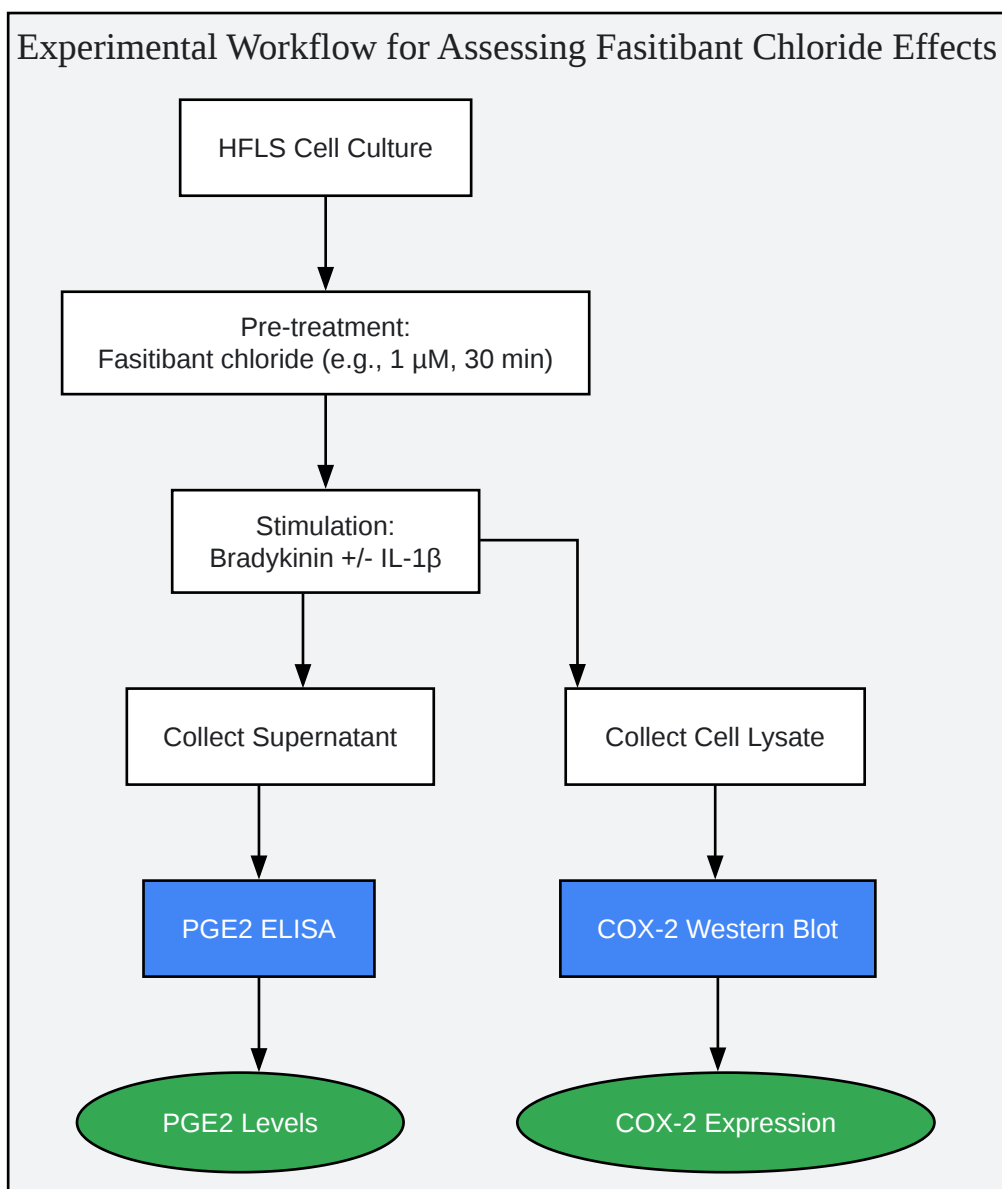 Experimental Workflow for Assessing Fasitibant Chloride Effects
HFLS Cell Culture
Pre-treatment:
Fasitibant chloride (e.g., 1 µM, 30 min)
Stimulation:
Bradykinin +/- IL-1β
Collect Supernatant
Collect Cell Lysate
PGE2 ELISA
COX-2 Western Blot
PGE2 Levels
COX-2 Expression